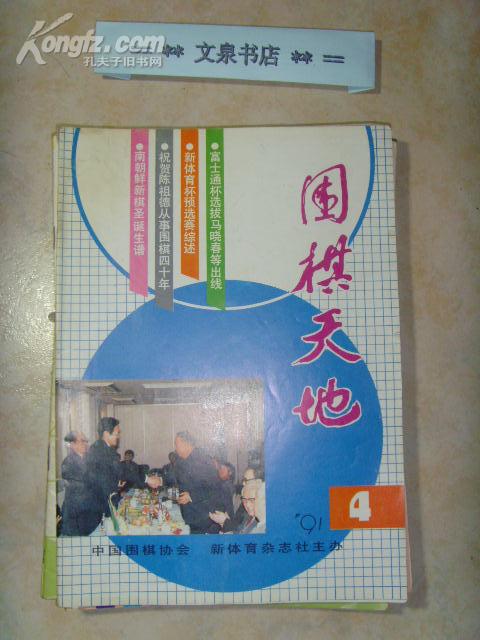 Kongfz.com
孔夫子旧书网
== ** 文泉书店 ** ==
富士通杯选拔马晓春等出线
新体育杯预选赛综述
祝贺陈祖德从事围棋四十年
南朝鲜新棋圣诞生谱
围棋天地
'91
4
中国围棋协会 新体育杂志社主办